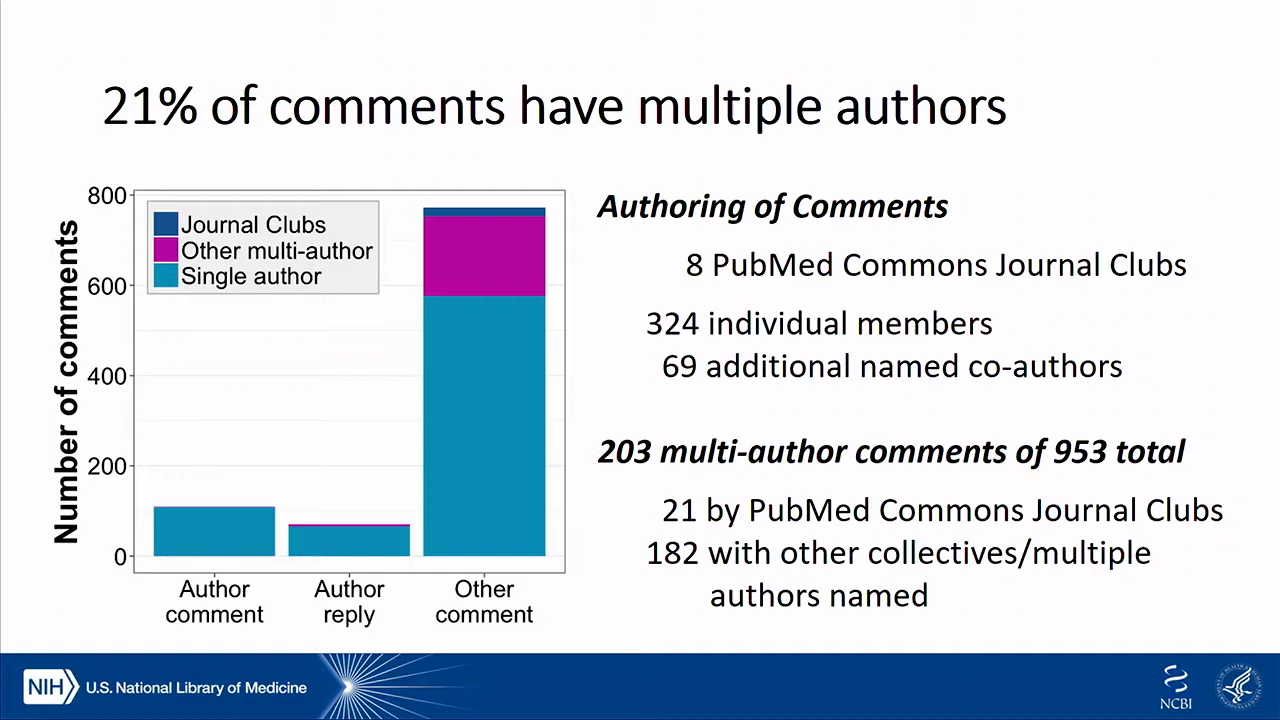 21% of comments have multiple authors
800
600
400
200
0
Number of comments
Journal Clubs
Other multi-author
Single author
Author
comment
Author
reply
Other
comment
Authoring of Comments
8 PubMed Commons Journal Clubs
324 individual members
69 additional named co-authors
203 multi-author comments of 953 total
21 by PubMed Commons Journal Clubs
182 with other collectives/multiple
authors named
NIH U.S. National Library of Medicine
NCBI